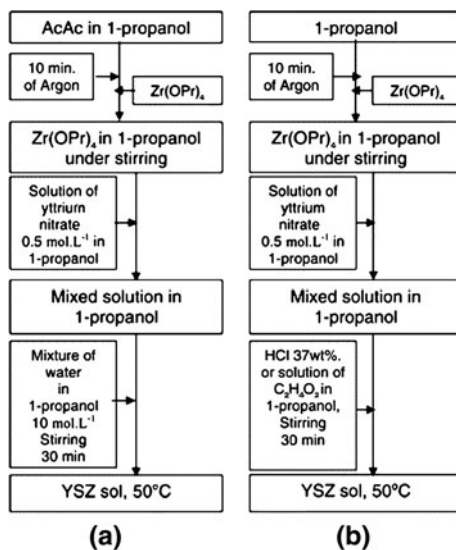 AcAc in 1-propanol
10 min.
of Argon
Zr(OPr)₄
Zr(OPr)₄ in 1-propanol
under stirring
Solution of
yttrium
nitrate
0.5 mol.L⁻¹ in
1-propanol
Mixed solution in
1-propanol
Mixture of
water
in
1-propanol
10 mol.L⁻¹
Stirring
30 min
YSZ sol, 50°C
(a)
1-propanol
10 min.
of Argon
Zr(OPr)₄
Zr(OPr)₄ in 1-propanol
under stirring
Solution of
yttrium
nitrate
0.5 mol.L⁻¹ in
1-propanol
Mixed solution in
1-propanol
HCl 37wt%.
or solution of
C₂H₄O₂ in
1-propanol,
Stirring
30 min
YSZ sol, 50°C
(b)